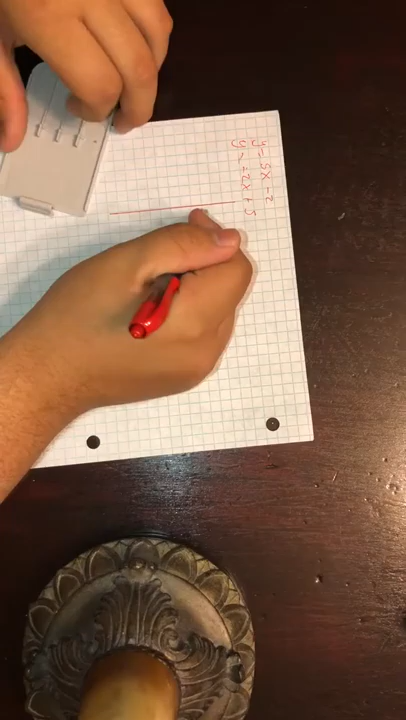 y = 5x - 2
y = -2x + 5